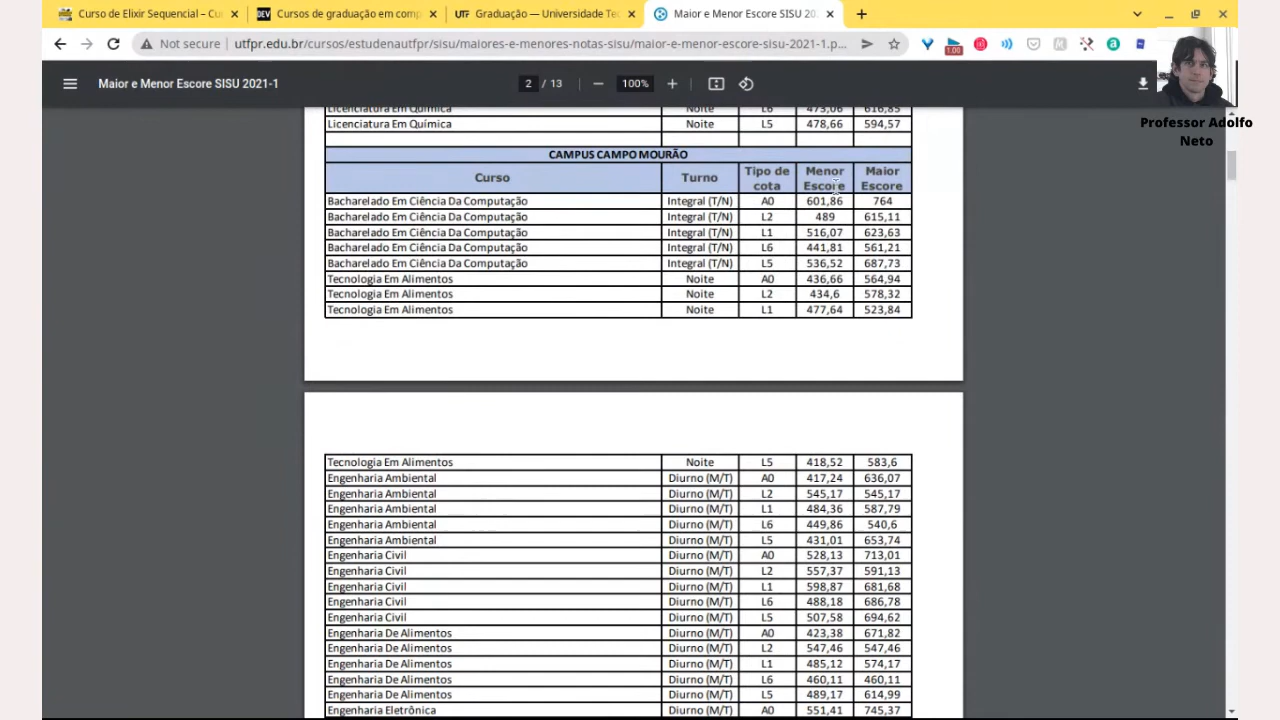 Curso de Elixir Sequencial – Cu
Cursos de graduação em comp
UTF Graduação — Universidade Te
Maior e Menor Escore SISU 20
Not secure
utfpr.edu.br/cursos/estudenautfpr/sisu/maiores-e-menores-notas-sisu/maior-e-menor-escore-sisu-2021-1.p...
1.00
Maior e Menor Escore SISU 2021-1
2 / 13
100%
Professor Adolfo
Neto
Licenciatura Em Química Noite L6 473,06 616,85
Licenciatura Em Química Noite L5 478,66 594,57
CAMPUS CAMPO MOURÃO
Curso Turno Tipo de cota Menor Escore Maior Escore
Bacharelado Em Ciência Da Computação Integral (T/N) A0 601,86 764
Bacharelado Em Ciência Da Computação Integral (T/N) L2 489 615,11
Bacharelado Em Ciência Da Computação Integral (T/N) L1 516,07 623,63
Bacharelado Em Ciência Da Computação Integral (T/N) L6 441,81 561,21
Bacharelado Em Ciência Da Computação Integral (T/N) L5 536,52 687,73
Tecnologia Em Alimentos Noite A0 436,66 564,94
Tecnologia Em Alimentos Noite L2 434,6 578,32
Tecnologia Em Alimentos Noite L1 477,64 523,84
Tecnologia Em Alimentos Noite L5 418,52 583,6
Engenharia Ambiental Diurno (M/T) A0 417,24 636,07
Engenharia Ambiental Diurno (M/T) L2 545,17 545,17
Engenharia Ambiental Diurno (M/T) L1 484,36 587,79
Engenharia Ambiental Diurno (M/T) L6 449,86 540,6
Engenharia Ambiental Diurno (M/T) L5 431,01 653,74
Engenharia Civil Diurno (M/T) A0 528,13 713,01
Engenharia Civil Diurno (M/T) L2 557,37 591,13
Engenharia Civil Diurno (M/T) L1 598,87 681,68
Engenharia Civil Diurno (M/T) L6 488,18 686,78
Engenharia Civil Diurno (M/T) L5 507,58 694,62
Engenharia De Alimentos Diurno (M/T) A0 423,38 671,82
Engenharia De Alimentos Diurno (M/T) L2 547,46 547,46
Engenharia De Alimentos Diurno (M/T) L1 485,12 574,17
Engenharia De Alimentos Diurno (M/T) L6 460,11 460,11
Engenharia De Alimentos Diurno (M/T) L5 489,17 614,99
Engenharia Eletrônica Diurno (M/T) A0 551,41 745,37